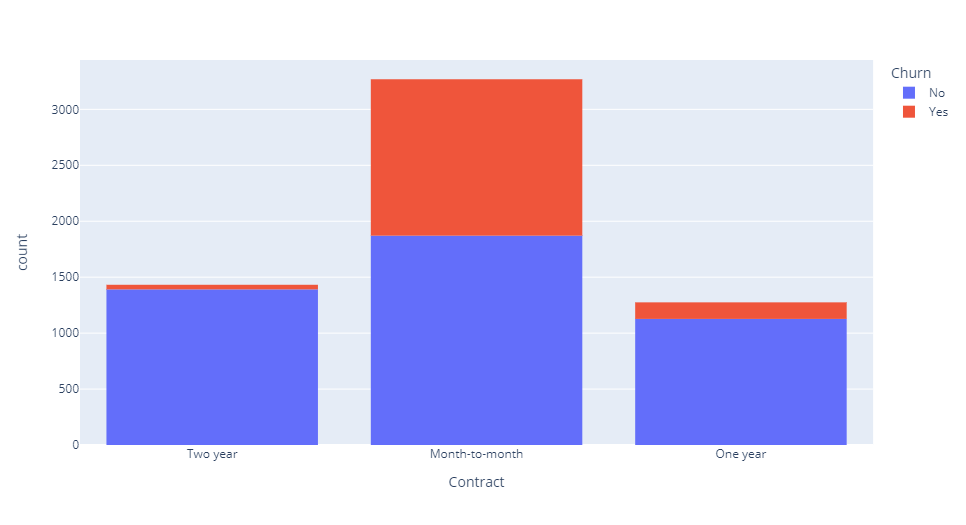 Churn
No
Yes
3000
2500
2000
1500
1000
500
0
count
Two year
Month-to-month
One year
Contract